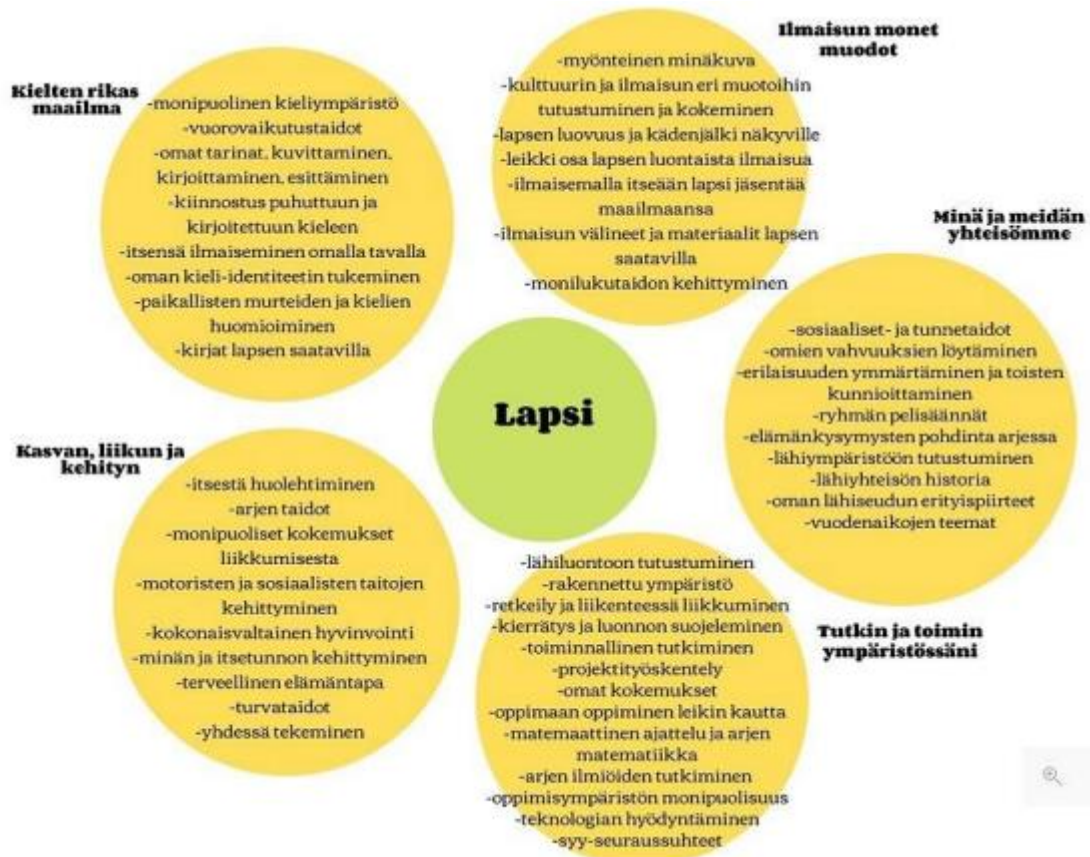 Kielten rikas
maailma
-monipuolinen kieliympäristö
-vuorovaikutustaidot
-omat tarinat, kuvittaminen,
kirjoittaminen, esittäminen
-kiinnostus puhuttuun ja
kirjoitettuun kieleen
-itsensä ilmaiseminen omalla tavalla
-oman kieli-identiteetin tukeminen
-paikallisten murteiden ja kielien
huomioiminen
-kirjat lapsen saatavilla
Ilmaisun monet
muodot
-myönteinen minäkuva
-kulttuurin ja ilmaisun eri muotoihin
tutustuminen ja kokeminen
-lapsen luovuus ja kädenjälki näkyville
-leikki osa lapsen luontaista ilmaisua
-ilmaisemalla itseään lapsi jäsentää
maailmaansa
-ilmaisun välineet ja materiaalit lapsen
saatavilla
-monilukutaidon kehittyminen
Minä ja meidän
yhteisömme
-sosiaaliset- ja tunnetaidot
-omien vahvuuksien löytäminen
-erilaisuuden ymmärtäminen ja toisten
kunnioittaminen
-ryhmän pelisäännät
-elämänkysymysten pohdinta arjessa
-lähiympäristöön tutustuminen
-lähiyhteisön historia
-oman lähiseudun erityispiirteet
-vuodenaikojen teemat
Lapsi
Kasvan, liikun ja
kehityn
-itsestä huolehtiminen
-arjen taidot
-monipuoliset kokemukset
liikkumisesta
-motoristen ja sosiaalisten taitojen
kehittyminen
-kokonaisvaltainen hyvinvointi
-minän ja itsetunnon kehittyminen
-terveellinen elämäntapa
-turvataidot
-yhdessä tekeminen
Tutkin ja toimin
ympäristössäni
-lähiluontoon tutustuminen
-rakennettu ympäristö
-retkeily ja liikenteessä liikkuminen
-kierrätys ja luonnon suojeleminen
-toiminnallinen tutkiminen
-projektityöskentely
-omat kokemukset
-oppimaan oppiminen leikin kautta
-matemaattinen ajattelu ja arjen
matematiikka
-arjen ilmiöiden tutkiminen
-oppimisympäristön monipuolisuus
-teknologian hyödyntäminen
-syy-seuraussuhteet